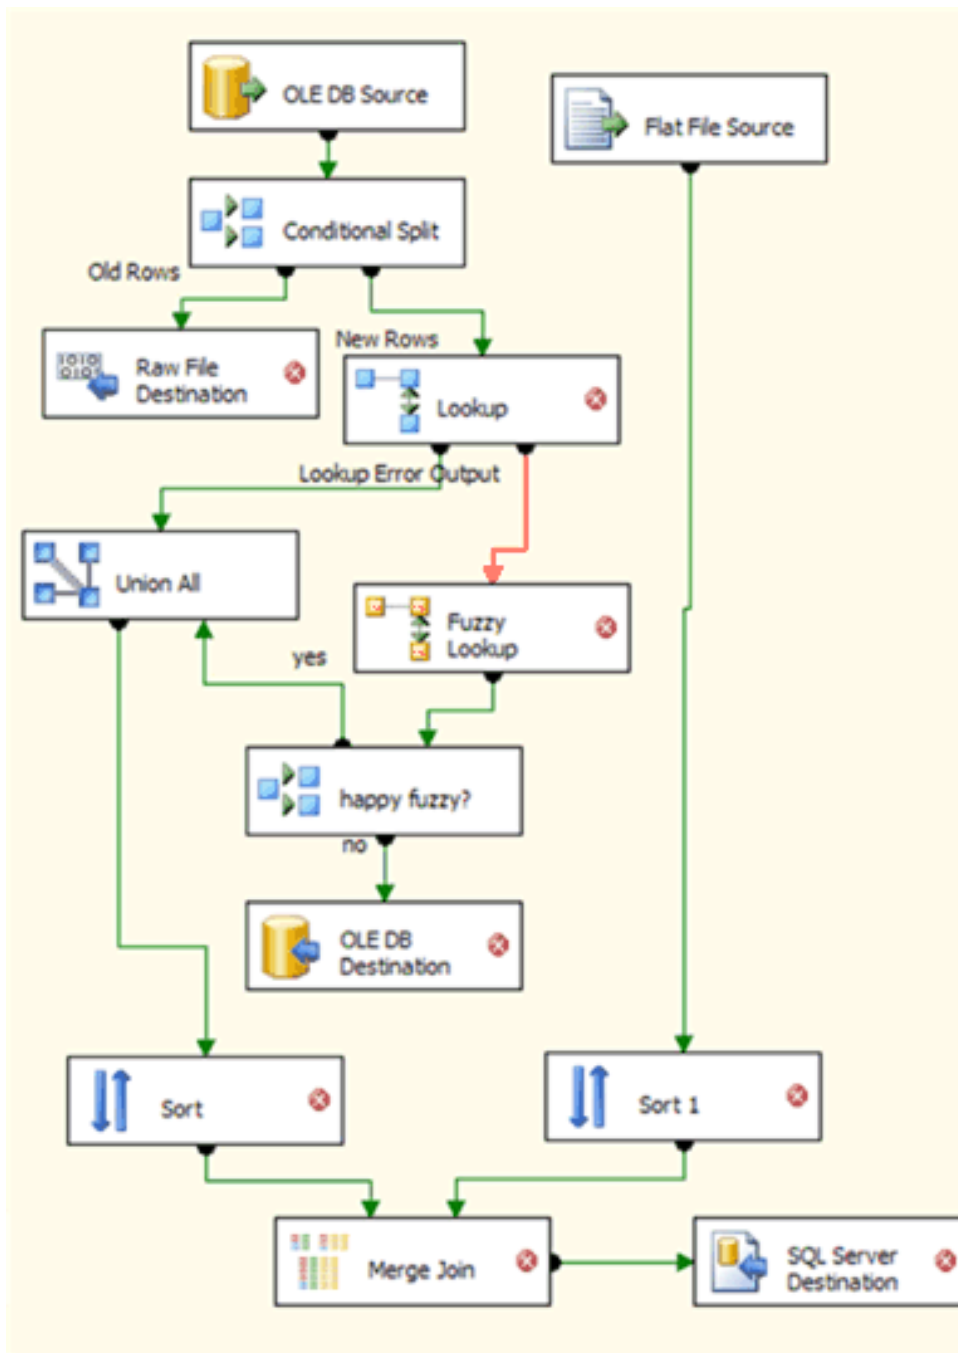 OLE DB Source
Flat File Source
Conditional Split
Old Rows
New Rows
Raw File
Destination
Lookup
Lookup Error Output
Union All
Fuzzy
Lookup
yes
happy fuzzy?
no
OLE DB
Destination
Sort
Sort 1
Merge Join
SQL Server
Destination